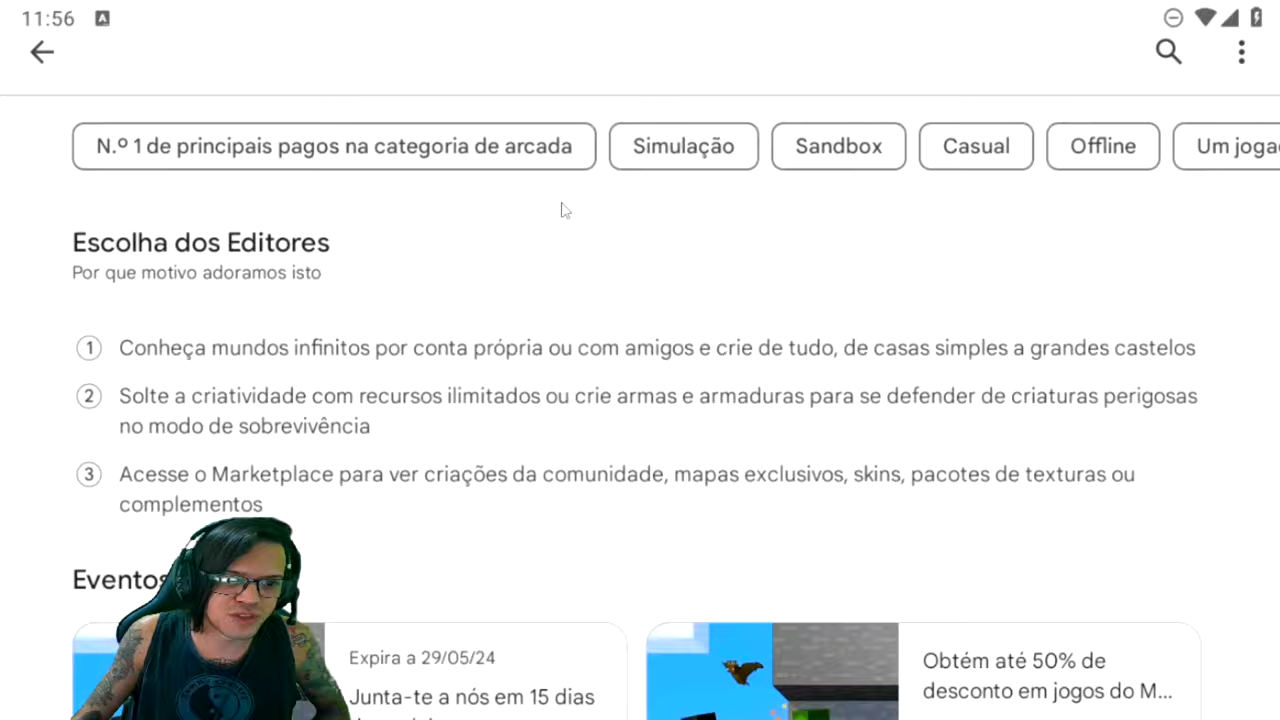 11:56
N.º 1 de principais pagos na categoria de arcada
Simulação
Sandbox
Casual
Offline
Um joga
Escolha dos Editores
Por que motivo adoramos isto
1 Conheça mundos infinitos por conta própria ou com amigos e crie de tudo, de casas simples a grandes castelos
2 Solte a criatividade com recursos ilimitados ou crie armas e armaduras para se defender de criaturas perigosas
no modo de sobrevivência
3 Acesse o Marketplace para ver criações da comunidade, mapas exclusivos, skins, pacotes de texturas ou
complementos
Eventos
Expira a 29/05/24
Junta-te a nós em 15 dias
Obtém até 50% de
desconto em jogos do M...